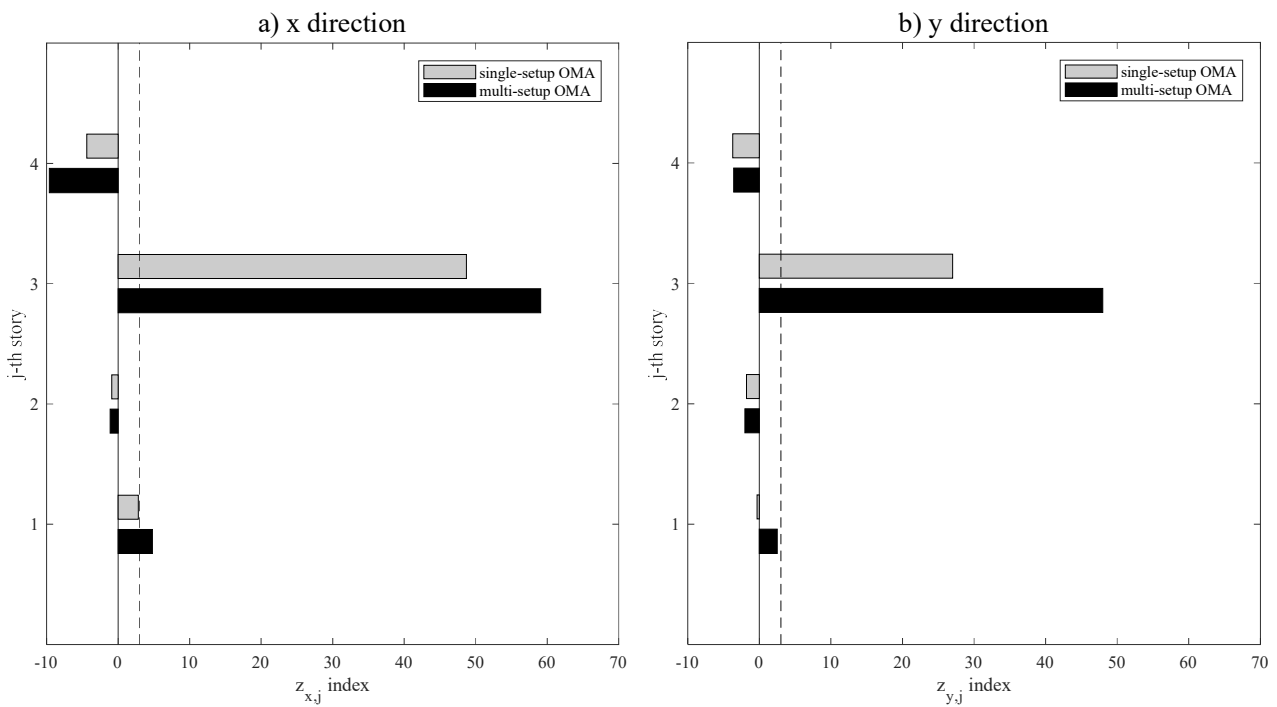 a) x direction
single-setup OMA
multi-setup OMA
4
3
2
1
j-th story
-10 0 10 20 30 40 50 60 70
z x,j index
b) y direction
single-setup OMA
multi-setup OMA
4
3
2
1
j-th story
-10 0 10 20 30 40 50 60 70
z y,j index